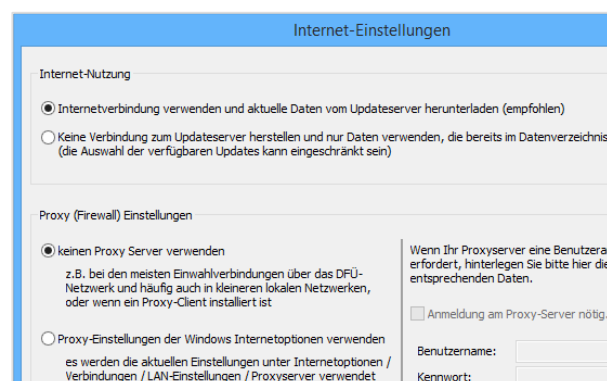 Internet-Einstellungen
Internet-Nutzung
Internetverbindung verwenden und aktuelle Daten vom Updateserver herunterladen (empfohlen)
Keine Verbindung zum Updateserver herstellen und nur Daten verwenden, die bereits im Datenverzeichnis
(die Auswahl der verfügbaren Updates kann eingeschränkt sein)
Proxy (Firewall) Einstellungen
keinen Proxy Server verwenden
z.B. bei den meisten Einwahlverbindungen über das DFÜ-
Netzwerk und häufig auch in kleineren lokalen Netzwerken,
oder wenn ein Proxy-Client installiert ist
Proxy-Einstellungen der Windows Internetoptionen verwenden
es werden die aktuellen Einstellungen unter Internetoptionen /
Verbindungen / LAN-Einstellungen / Proxyserver verwendet
Wenn Ihr Proxyserver eine Benutzera
erfordert, hinterlegen Sie bitte hier die
entsprechenden Daten.
Anmeldung am Proxy-Server nötig.
Benutzername:
Kennwort: